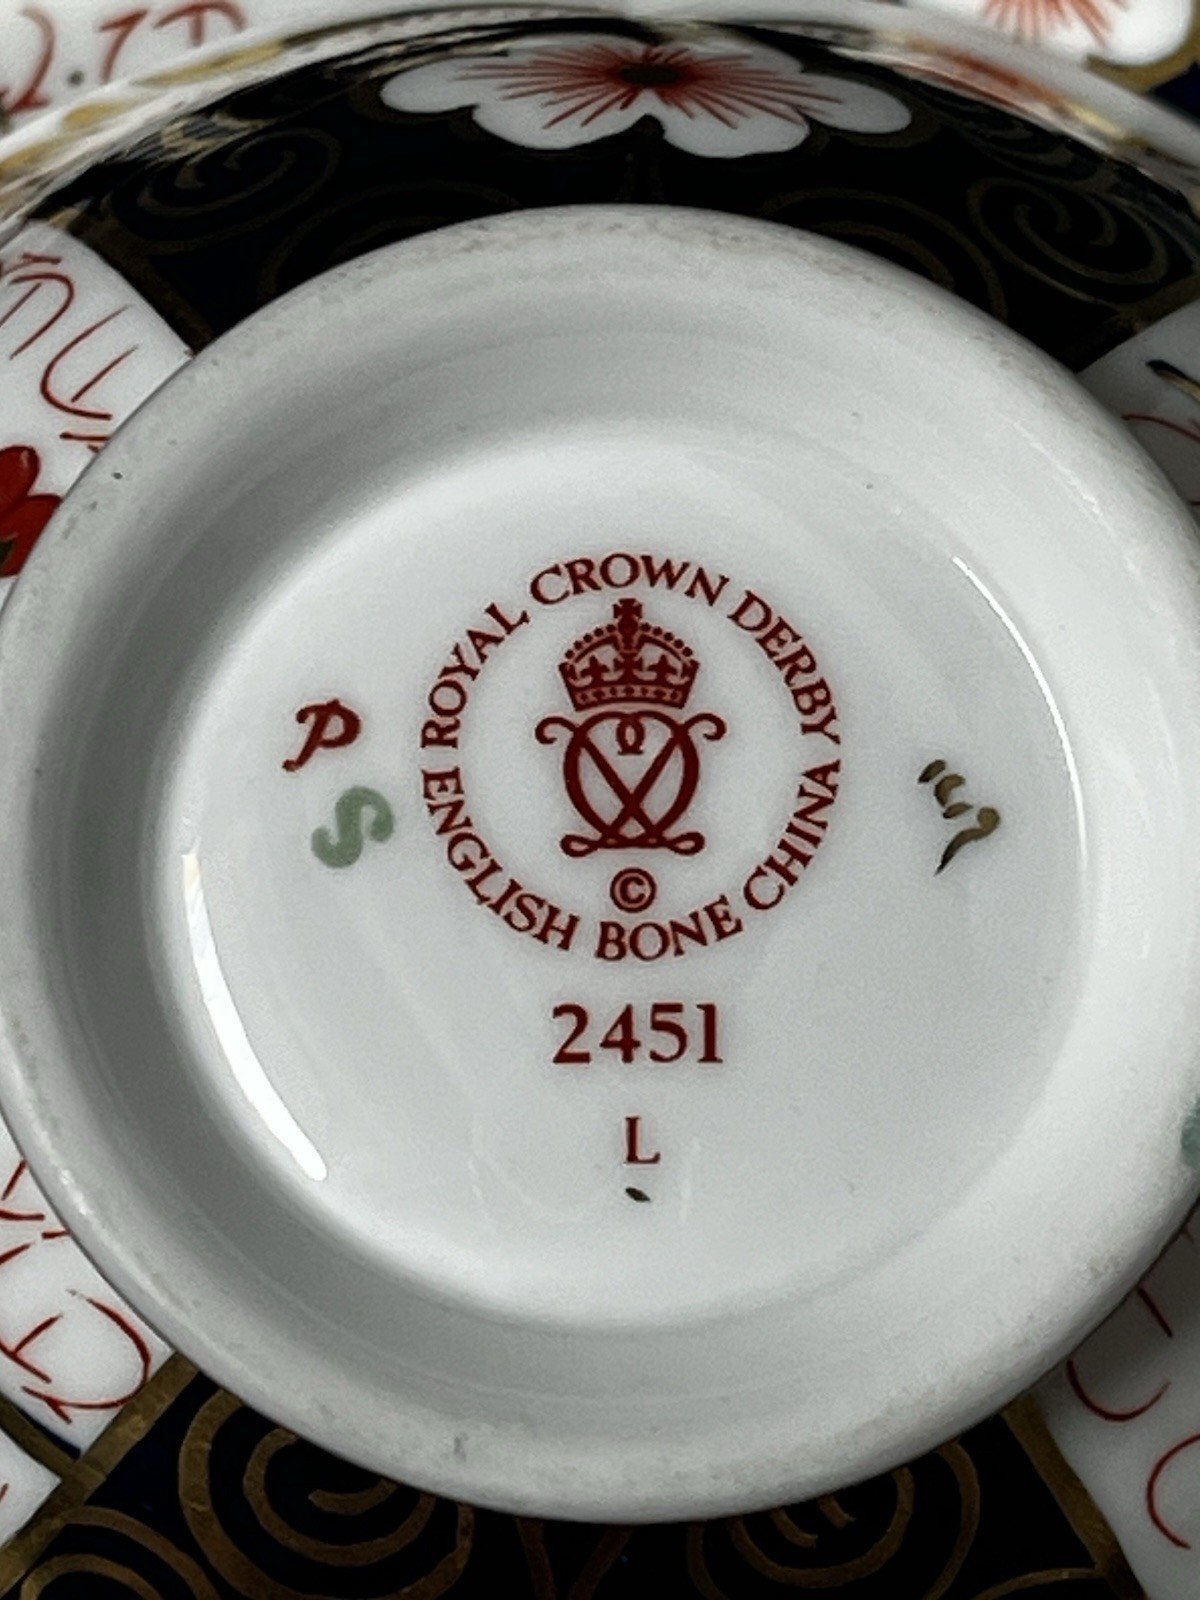 ROYAL CROWN DERBY
ENGLISH BONE CHINA
©
P
S
2451
L